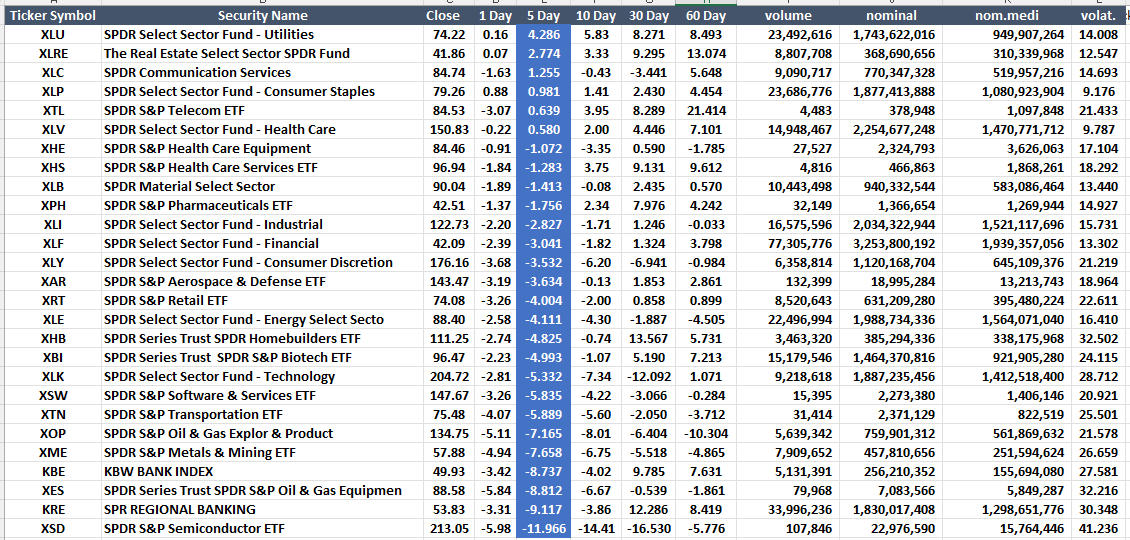 Ticker Symbol Security Name Close 1 Day 5 Day 10 Day 30 Day 60 Day volume nominal nom.medi volat.
XLU SPDR Select Sector Fund - Utilities 74.22 0.16 4.286 5.83 8.271 8.493 23,492,616 1,743,622,016 949,907,264 14.008
XLRE The Real Estate Select Sector SPDR Fund 41.86 0.07 2.774 3.33 9.295 13.074 8,807,708 368,690,656 310,339,968 12.547
XLC SPDR Communication Services 84.74 -1.63 1.255 -0.43 -3.441 5.648 9,090,717 770,347,328 519,957,216 14.693
XLP SPDR Select Sector Fund - Consumer Staples 79.26 0.88 0.981 1.41 2.430 4.454 23,686,776 1,877,413,888 1,080,923,904 9.176
XTL SPDR S&P Telecom ETF 84.53 -3.07 0.639 3.95 8.289 21.414 4,483 378,948 1,097,848 21.433
XLV SPDR Select Sector Fund - Health Care 150.83 -0.22 0.580 2.00 4.446 7.101 14,948,467 2,254,677,248 1,470,771,712 9.787
XHE SPDR S&P Health Care Equipment 84.46 -0.91 -1.072 -3.35 0.590 -1.785 27,527 2,324,793 3,626,063 17.104
XHS SPDR S&P Health Care Services ETF 96.94 -1.84 -1.283 3.75 9.131 9.612 4,816 466,863 1,868,261 18.292
XLB SPDR Material Select Sector 90.04 -1.89 -1.413 -0.08 2.435 0.570 10,443,498 940,332,544 583,086,464 13.440
XPH SPDR S&P Pharmaceuticals ETF 42.51 -1.37 -1.756 2.34 7.976 4.242 32,149 1,366,654 1,269,944 14.927
XLI SPDR Select Sector Fund - Industrial 122.73 -2.20 -2.827 -1.71 1.246 -0.033 16,575,596 2,034,322,944 1,521,117,696 15.731
XLF SPDR Select Sector Fund - Financial 42.09 -2.39 -3.041 -1.82 1.324 3.798 77,305,776 3,253,800,192 1,939,357,056 13.302
XLY SPDR Select Sector Fund - Consumer Discretion 176.16 -3.68 -3.532 -6.20 -6.941 -0.984 6,358,814 1,120,168,704 645,109,376 21.219
XAR SPDR S&P Aerospace & Defense ETF 143.47 -3.19 -3.634 -0.13 1.853 2.861 132,399 18,995,284 13,213,743 18.964
XRT SPDR S&P Retail ETF 74.08 -3.26 -4.004 -2.00 0.858 0.899 8,520,643 631,209,280 395,480,224 22.611
XLE SPDR Select Sector Fund - Energy Select Secto 88.40 -2.58 -4.111 -4.30 -1.887 -4.505 22,496,994 1,988,734,336 1,564,071,040 16.410
XHB SPDR Series Trust SPDR Homebuilders ETF 111.25 -2.74 -4.825 -0.74 13.567 5.731 3,463,320 385,294,336 338,175,968 32.502
XBI SPDR Series Trust SPDR S&P Biotech ETF 96.47 -2.23 -4.993 -1.07 5.190 7.213 15,179,546 1,464,370,816 921,905,280 24.115
XLK SPDR Select Sector Fund - Technology 204.72 -2.81 -5.332 -7.34 -12.092 1.071 9,218,618 1,887,235,456 1,412,518,400 28.712
XSW SPDR S&P Software & Services ETF 147.67 -3.26 -5.835 -4.22 -3.066 -0.284 15,395 2,273,380 1,406,146 20.921
XTN SPDR S&P Transportation ETF 75.48 -4.07 -5.889 -5.60 -2.050 -3.712 31,414 2,371,129 822,519 25.501
XOP SPDR S&P Oil & Gas Explor & Product 134.75 -5.11 -7.165 -8.01 -6.404 -10.304 5,639,342 759,901,312 561,869,632 21.578
XME SPDR S&P Metals & Mining ETF 57.88 -4.94 -7.658 -6.75 -5.518 -4.865 7,909,652 457,810,656 251,594,624 26.659
KBE KBW BANK INDEX 49.93 -3.42 -8.737 -4.02 9.785 7.631 5,131,391 256,210,352 155,694,080 27.581
XES SPDR Series Trust SPDR S&P Oil & Gas Equipmen 88.58 -5.84 -8.812 -6.67 -0.539 -1.861 79,968 7,083,566 5,849,287 32.216
KRE SPR REGIONAL BANKING 53.83 -3.31 -9.117 -3.86 12.286 8.419 33,996,236 1,830,017,408 1,298,651,776 30.348
XSD SPDR S&P Semiconductor ETF 213.05 -5.98 -11.966 -14.41 -16.530 -5.776 107,846 22,976,590 15,764,446 41.236